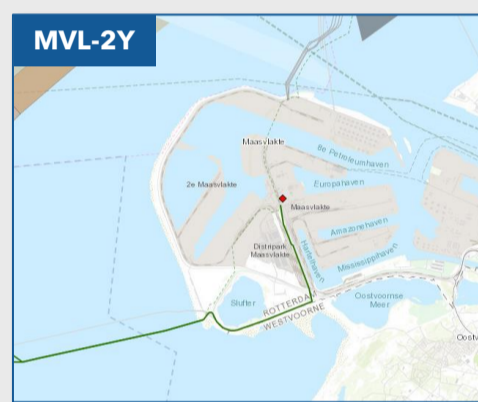 MVL-2Y
Maasvlakte
8e Petroleumhaven
Europahaven
2e Maasvlakte
Maasvlakte
Amazonehaven
Distripark
Maasvlakte
Hartelhaven
Mississippihaven
Slufter
ROTTERDAM
WESTVOORNE
Oostvoornse
Meer
Oostv